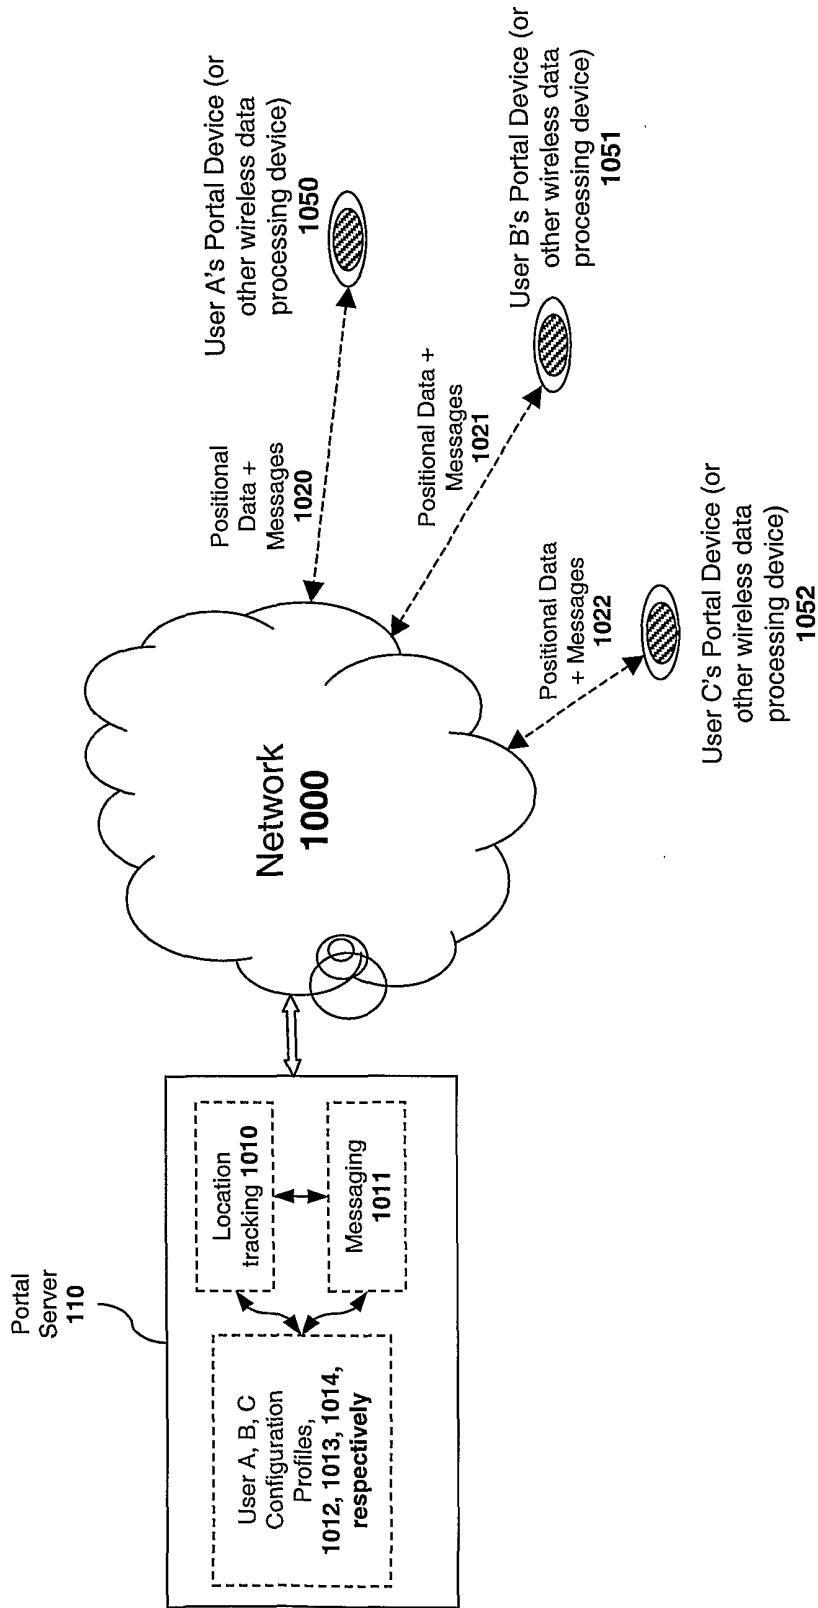 Portal
Server
110
User A, B, C
Configuration
Profiles,
1012, 1013, 1014,
respectively
Location
tracking 1010
Messaging
1011
Network
1000
Positional
Data +
Messages
1020
User A's Portal Device (or
other wireless data
processing device)
1050
Positional Data +
Messages
1021
User B's Portal Device (or
other wireless data
processing device)
1051
Positional Data
+ Messages
1022
User C's Portal Device (or
other wireless data
processing device)
1052